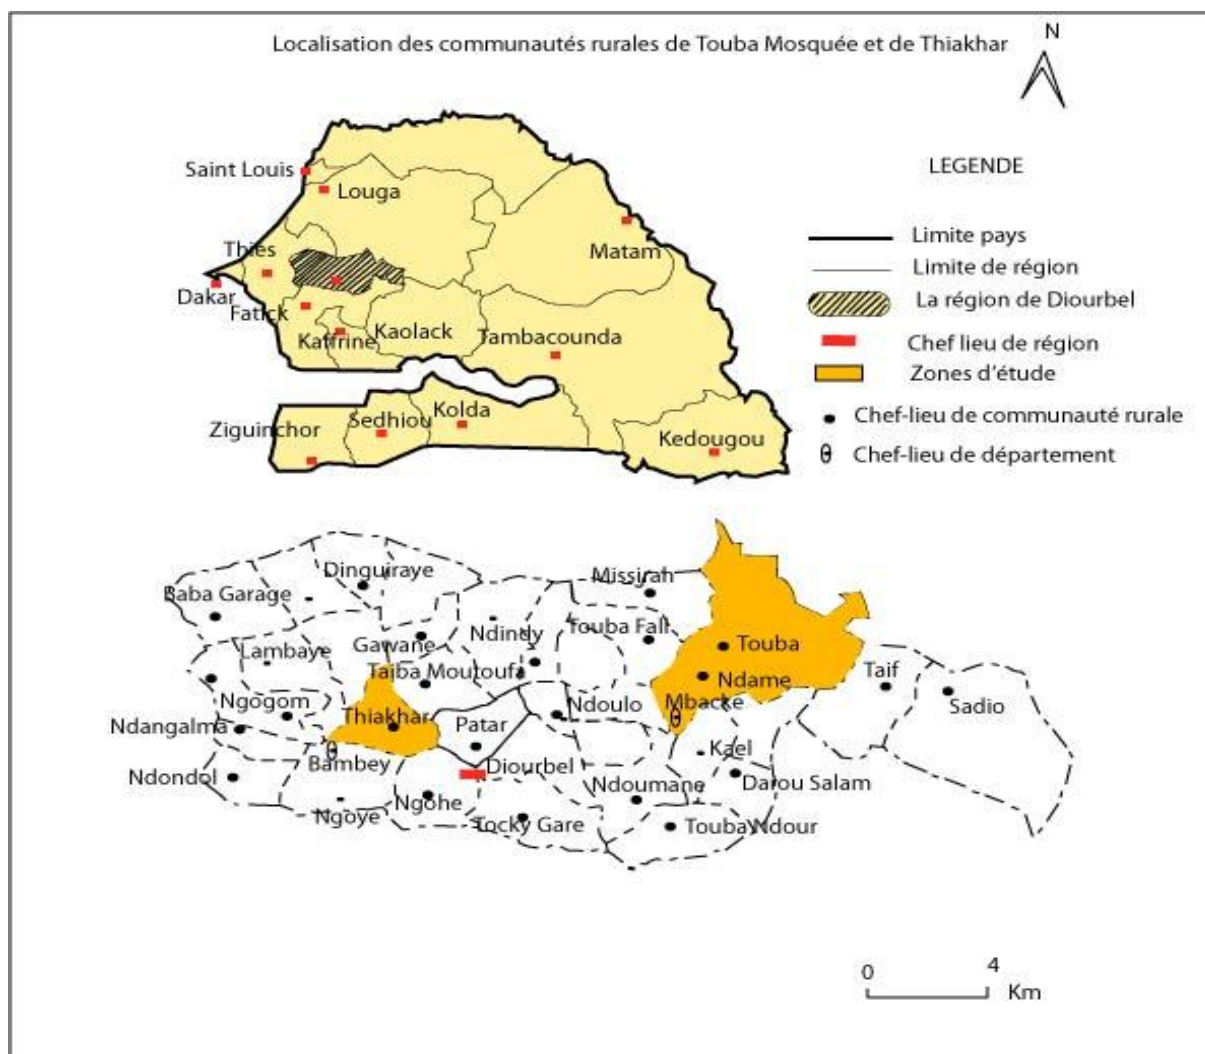 Localisation des communautés rurales de Touba Mosquée et de Thiakhar
N
Saint Louis
Louga
Thies
Matam
Dakar
Fatick
Kaffrine
Kaolack
Tambacounda
Ziguinchor
Sedhiou
Kolda
Kedougou
LEGENDE
Limite pays
Limite de région
La région de Diourbel
Chef lieu de région
Zones d'étude
Chef-lieu de communauté rurale
Chef-lieu de département
Dinguiraye
Missirah
Baba Garage
Ndindy
Touba Fall
Touba
Lambaye
Gawane
Taiba Moutoufa
Taif
Ndame
Ngogom
Thiakhar
Ndoulo
Mbacke
Sadio
Ndangalma
Patar
Kael
Ndondol
Bambey
Diourbel
Ndoumane
Darou Salam
Ngoye
Ngohe
Tocky Gare
Touba Ndour
0
4
Km